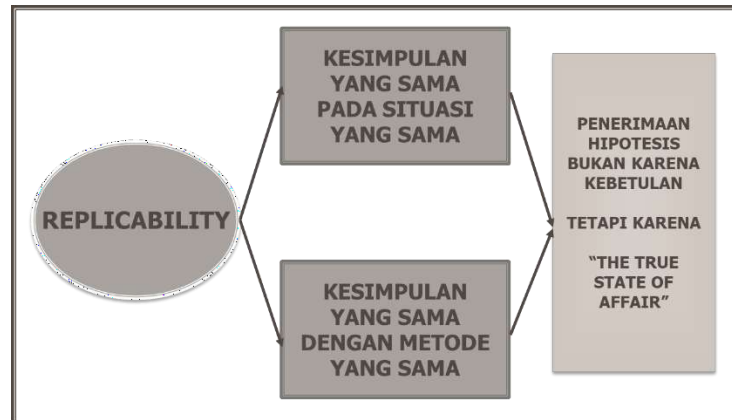 REPLICABILITY
KESIMPULAN
YANG SAMA
PADA SITUASI
YANG SAMA
KESIMPULAN
YANG SAMA
DENGAN METODE
YANG SAMA
PENERIMAAN
HIPOTESIS
BUKAN KARENA
KEBETULAN
TETAPI KARENA
“THE TRUE
STATE OF
AFFAIR”